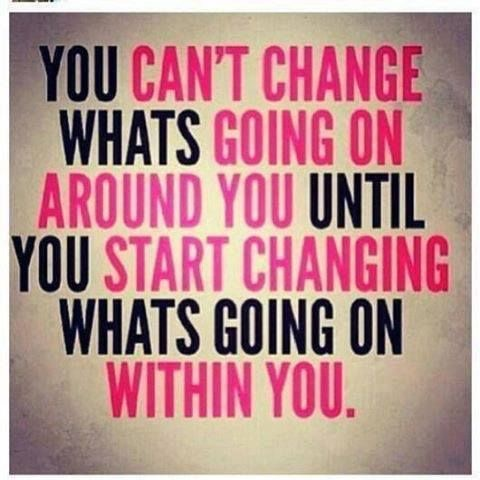 YOU CAN'T CHANGE
WHATS GOING ON
AROUND YOU UNTIL
YOU START CHANGING
WHATS GOING ON
WITHIN YOU.